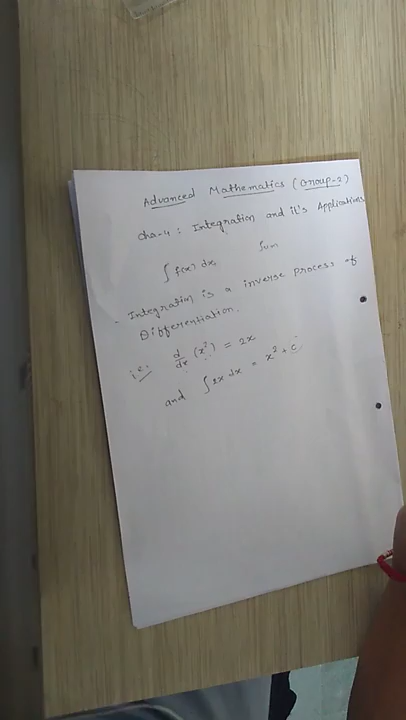 Advanced Mathematics (Group-2)
cha-4: Integration and it's Applications
∫ f(x) dx, Sum
- Integration is a inverse process of
Differentiation.
i.e. d/dx (x²) = 2x
and ∫ 2x dx = x² + c